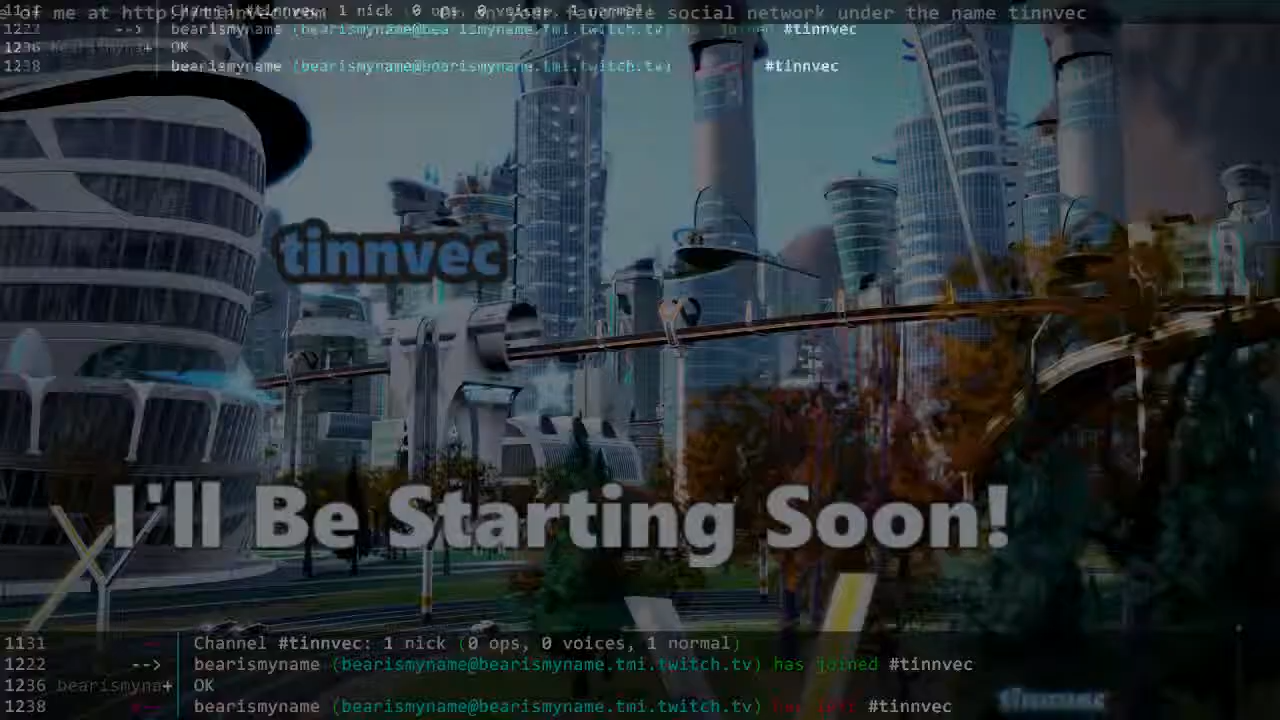 of me at http://tinnvec.com Or on your favorite social network under the name tinnvec
Channel #tinnvec: 1 nick 0 ops, 0 voices, 1 normal)
1222 --> bearismyname (bearismyname@bearismyname.tmi.twitch.tv) has joined #tinnvec
1236 bearismyna+ OK
1238 bearismyname (bearismyname@bearismyname.tmi.twitch.tv) #tinnvec
tinnvec
I'll Be Starting Soon!
1131 Channel #tinnvec: 1 nick (0 ops, 0 voices, 1 normal)
1222 --> bearismyname (bearismyname@bearismyname.tmi.twitch.tv) has joined #tinnvec
1236 bearismyna+ OK
1238 <-- bearismyname (bearismyname@bearismyname.tmi.twitch.tv) has left #tinnvec
tinnvec